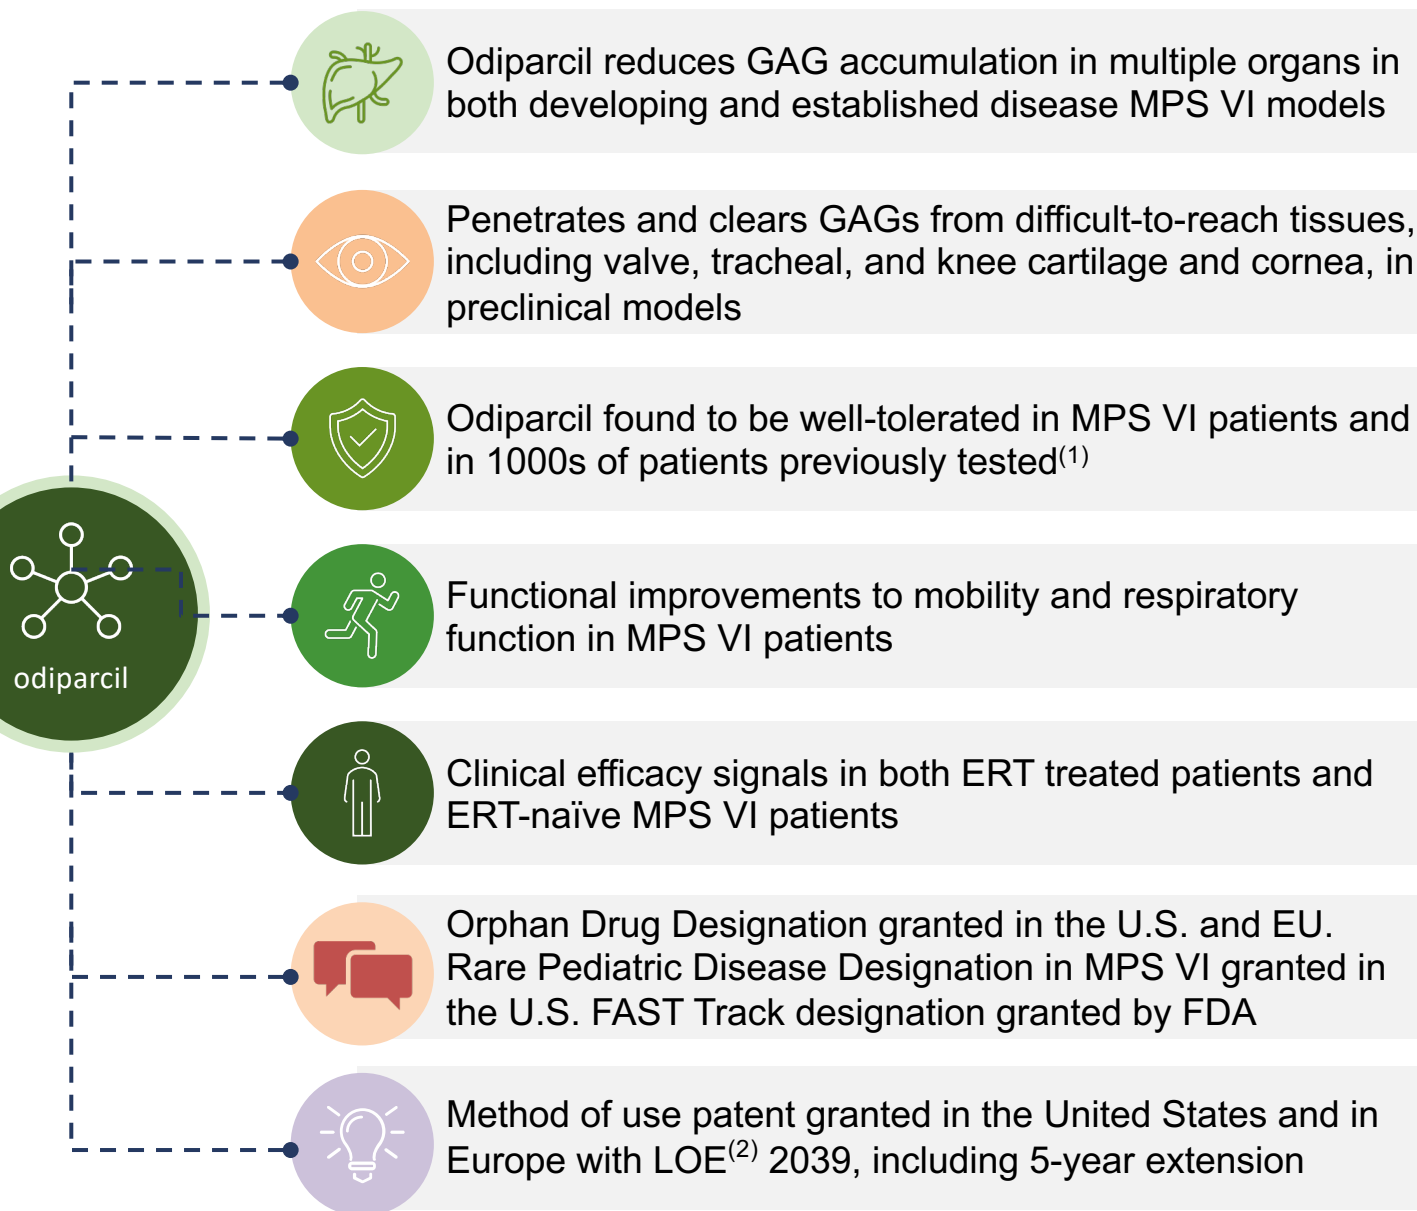 Odiparcil reduces GAG accumulation in multiple organs in
both developing and established disease MPS VI models
Penetrates and clears GAGs from difficult-to-reach tissues,
including valve, tracheal, and knee cartilage and cornea, in
preclinical models
Odiparcil found to be well-tolerated in MPS VI patients and
in 1000s of patients previously tested(1)
odiparcil
Functional improvements to mobility and respiratory
function in MPS VI patients
Clinical efficacy signals in both ERT treated patients and
ERT-naïve MPS VI patients
Orphan Drug Designation granted in the U.S. and EU.
Rare Pediatric Disease Designation in MPS VI granted in
the U.S. FAST Track designation granted by FDA
Method of use patent granted in the United States and in
Europe with LOE(2) 2039, including 5-year extension